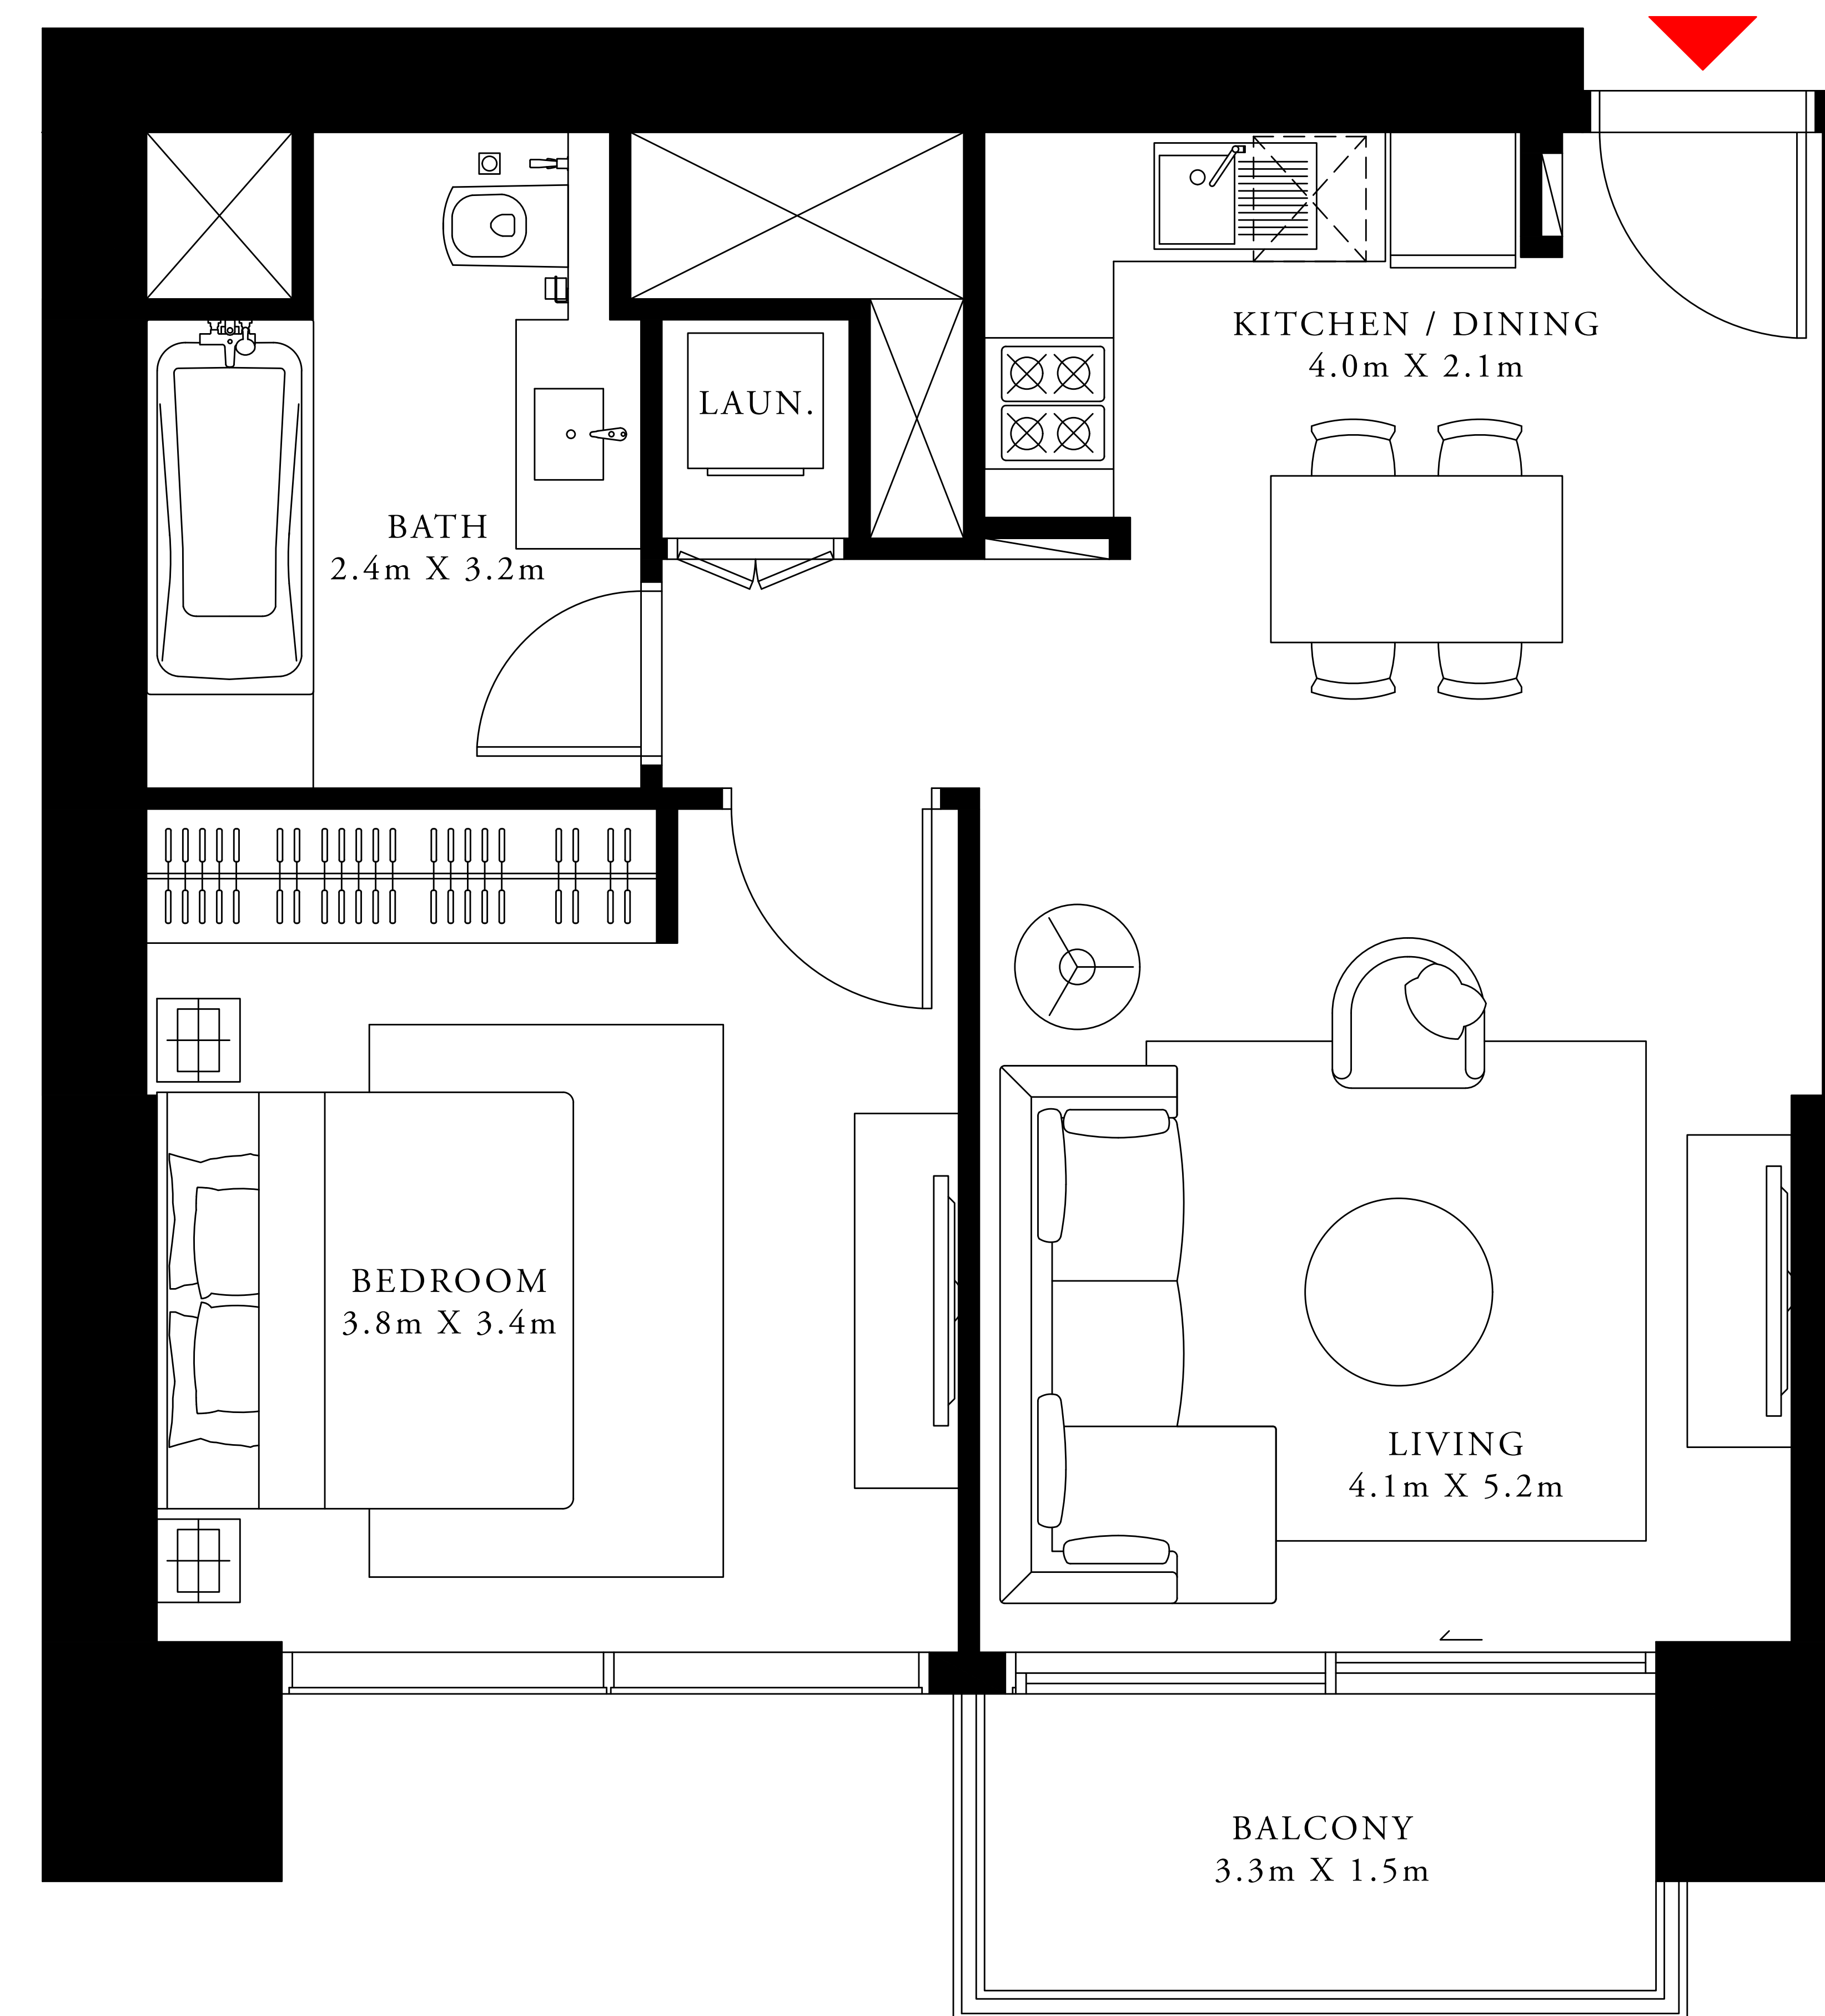 KITCHEN / DINING
4.0m X 2.1m
LAUN.
BATH
2.4m X 3.2m
BEDROOM
3.8m X 3.4m
LIVING
4.1m X 5.2m
BALCONY
3.3m X 1.5m